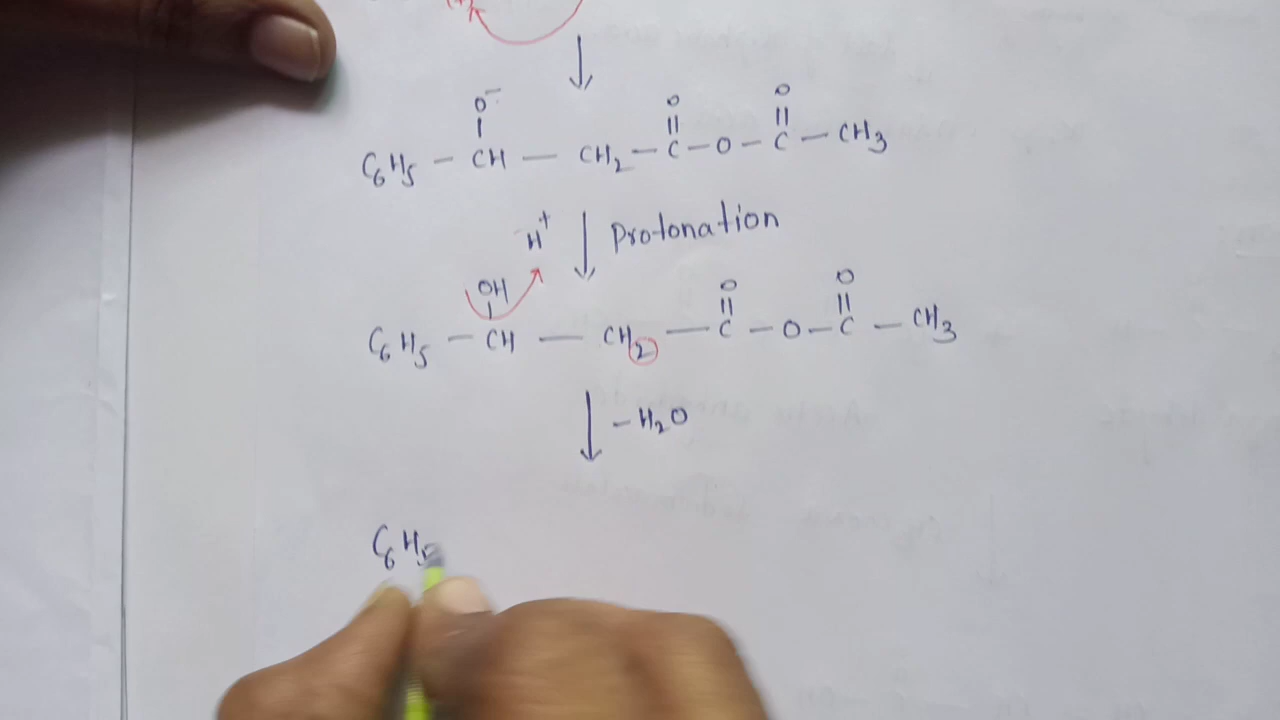 O⁻
O
O
C₆H₅ — CH — CH₂ — C — O — C — CH₃
H⁺ Protonation
OH
O
O
C₆H₅ — CH — CH₂ — C — O — C — CH₃
— H₂O
C₆H₅